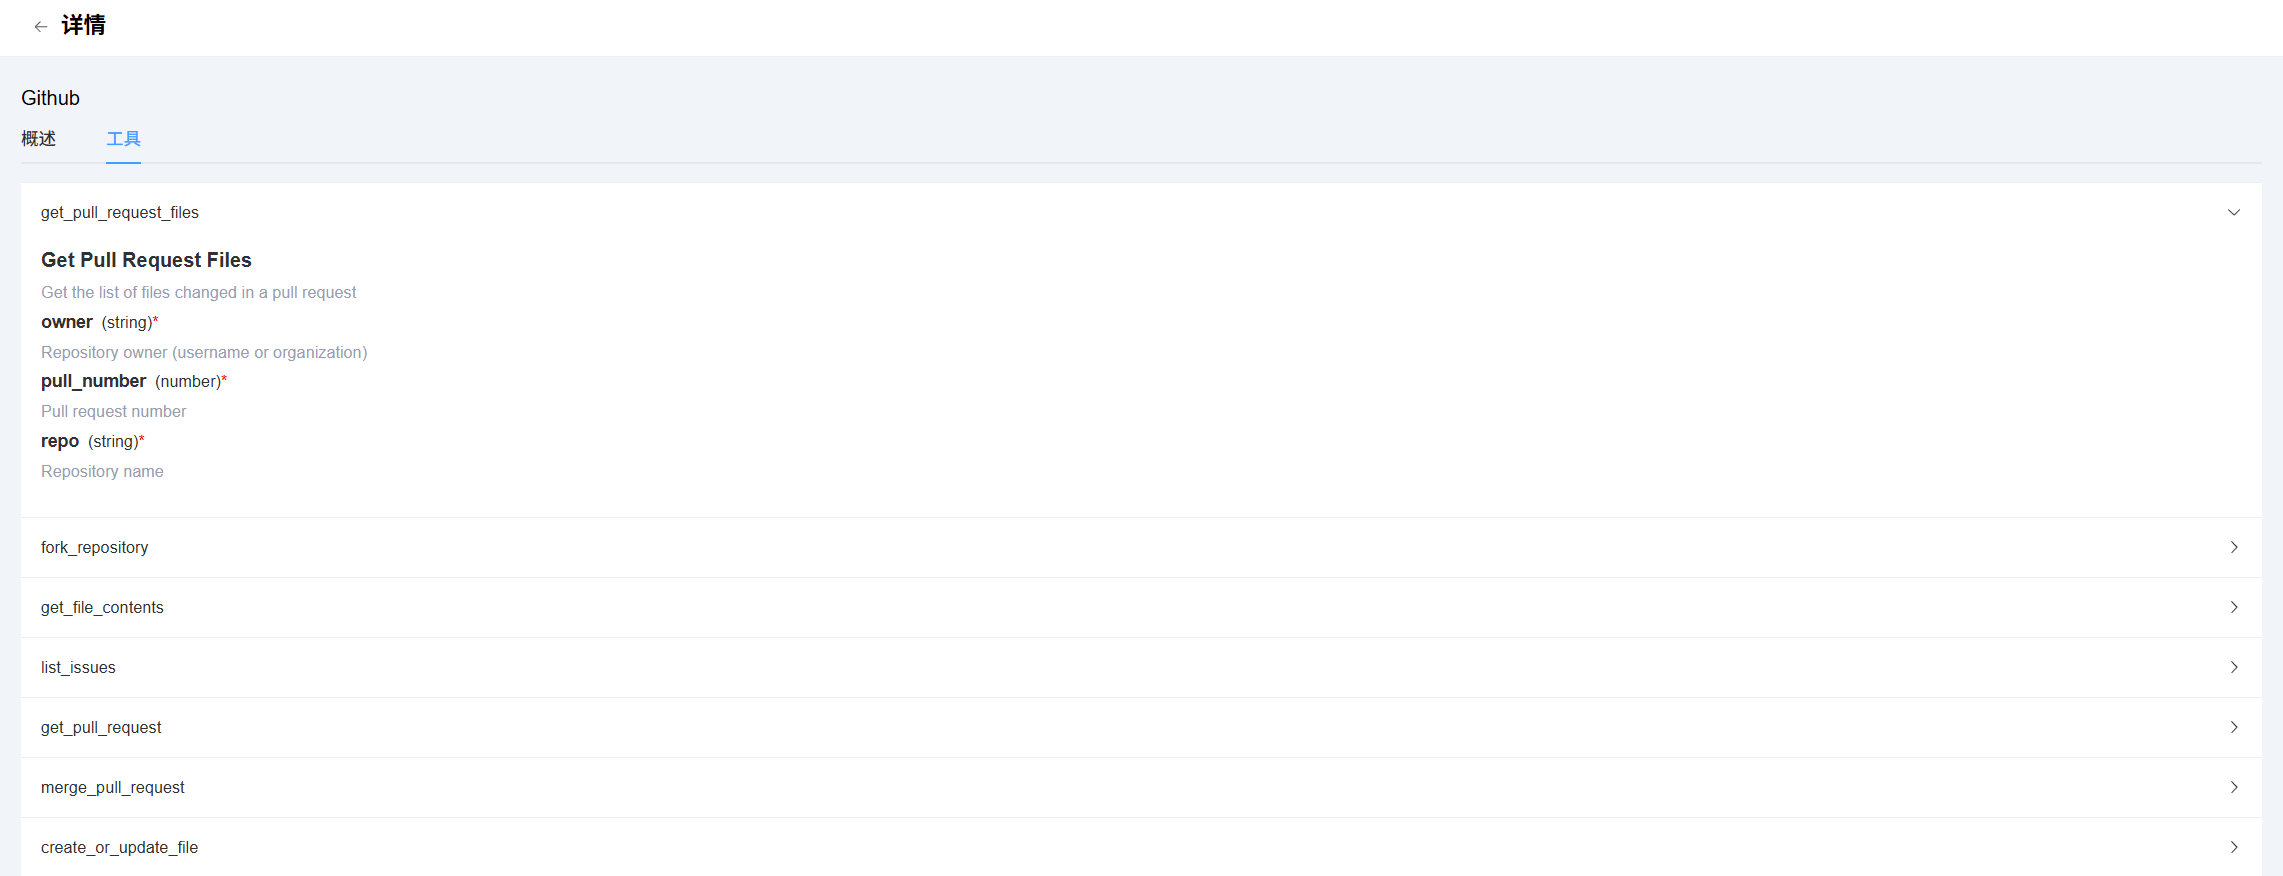 详情
Github
概述 工具
get_pull_request_files
Get Pull Request Files
Get the list of files changed in a pull request
owner (string)*
Repository owner (username or organization)
pull_number (number)*
Pull request number
repo (string)*
Repository name
fork_repository
get_file_contents
list_issues
get_pull_request
merge_pull_request
create_or_update_file